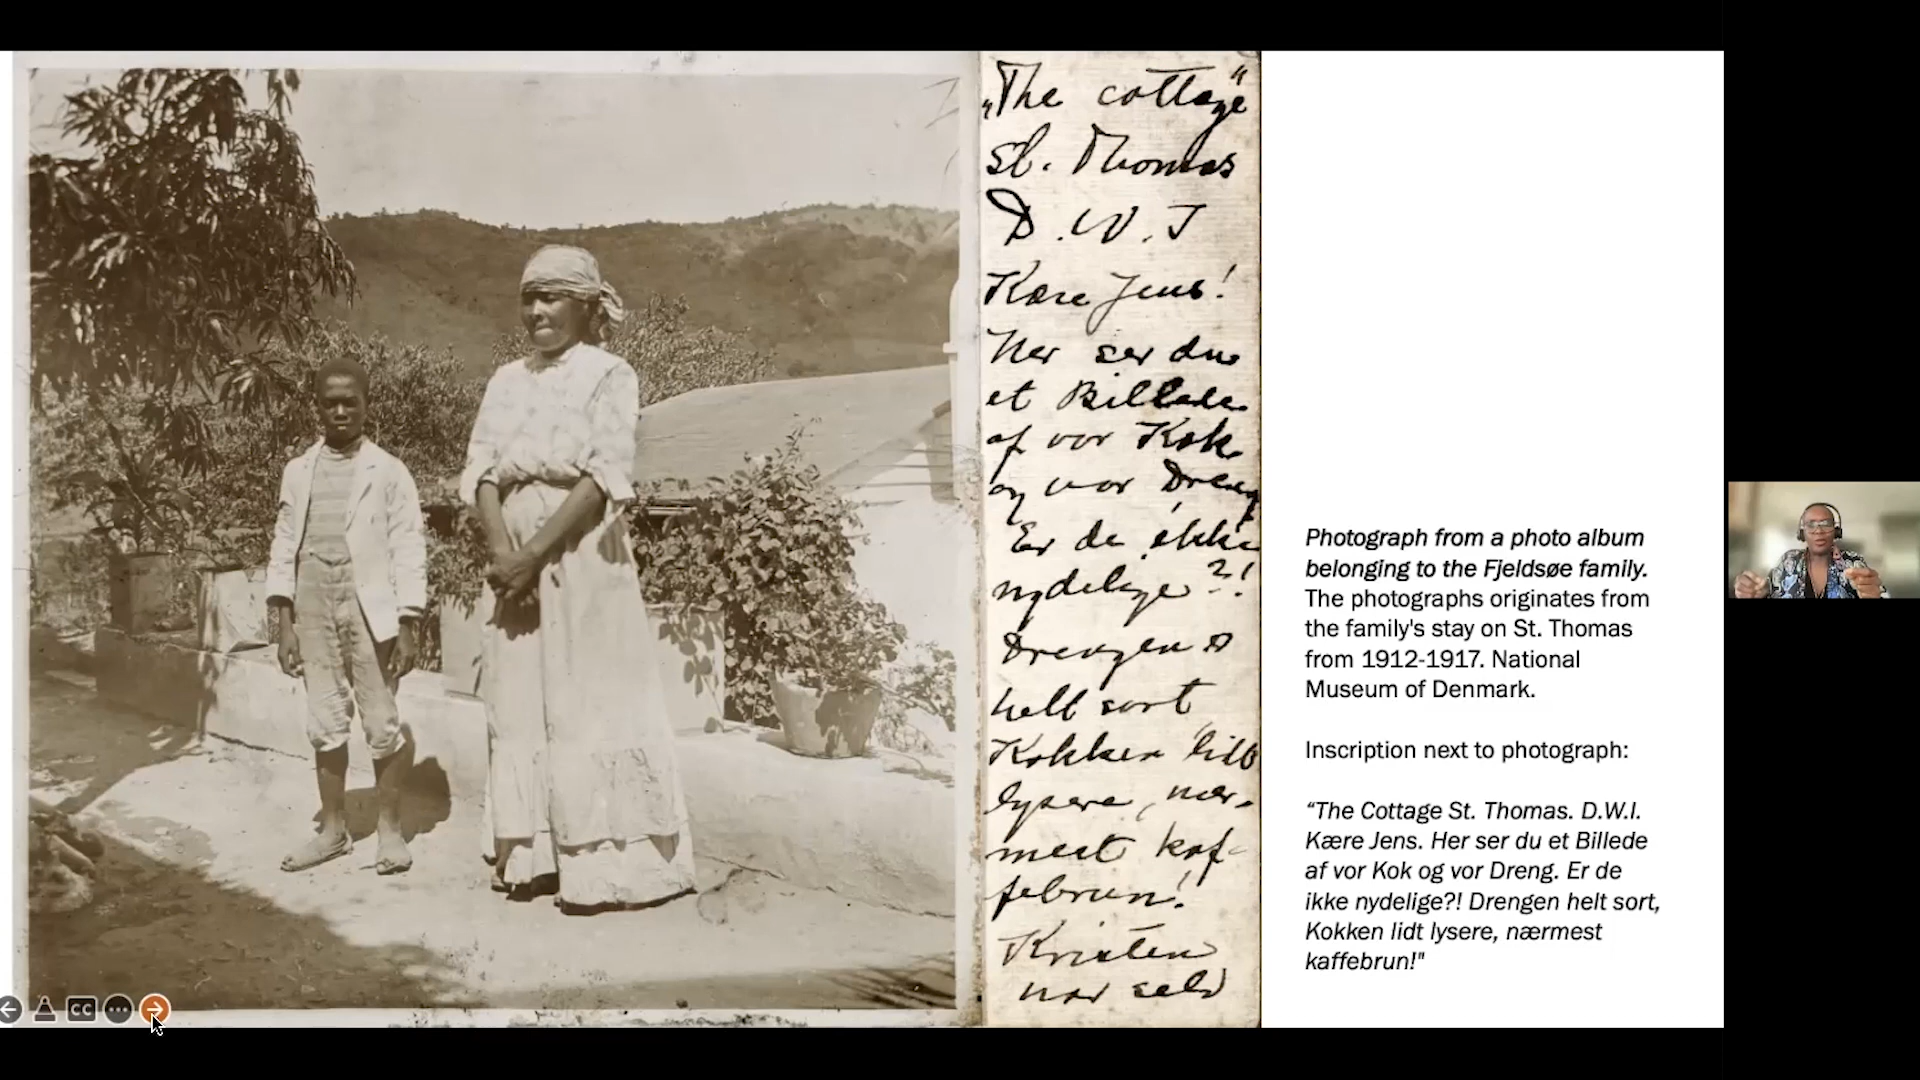 „The cottage“
St. Thomas
D.W.I
Kære Jens!
Her ser du
et Billede
af vor Kok
og vor Dreng
Er de ikke
nydelige?!
Drengen
helt sort
Kokken lidt
lysere, nær-
mest kaf-
februn!
Kristen
har selv
Photograph from a photo album
belonging to the Fjeldsøe family.
The photographs originates from
the family's stay on St. Thomas
from 1912-1917. National
Museum of Denmark.
Inscription next to photograph:
“The Cottage St. Thomas. D.W.I.
Kære Jens. Her ser du et Billede
af vor Kok og vor Dreng. Er de
ikke nydelige?! Drengen helt sort,
Kokken lidt lysere, nærmest
kaffebrun!"
CC